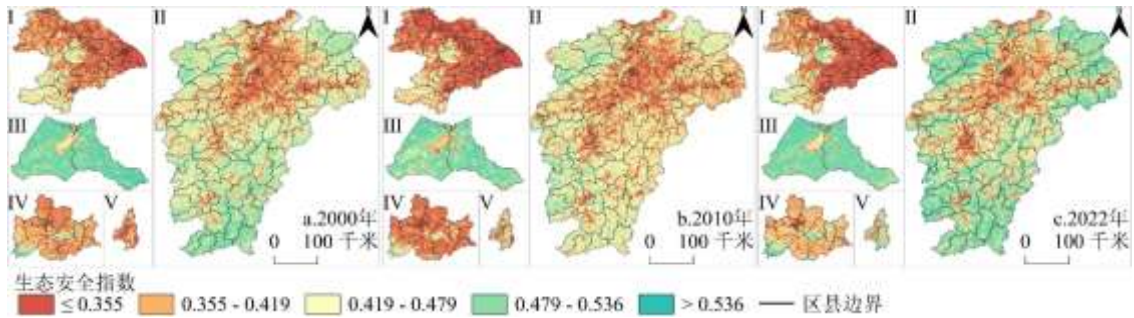 I II N I II N I II N
III III III
IV V a.2000年 IV V b.2010年 IV V c.2022年
0 100 千米 0 100 千米 0 100 千米
生态安全指数
≤ 0.355 0.355 - 0.419 0.419 - 0.479 0.479 - 0.536 > 0.536 区县边界